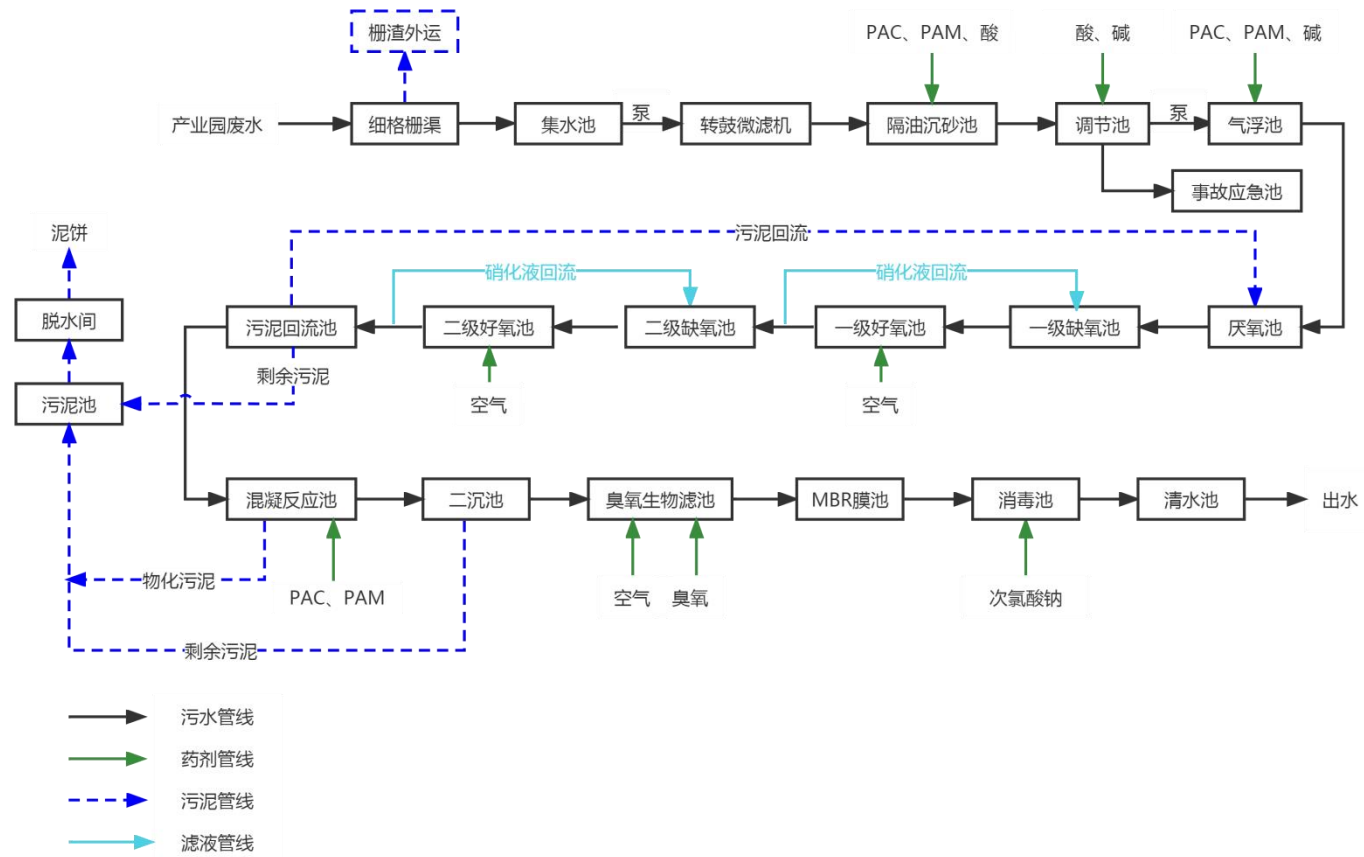 栅渣外运
PAC、PAM、酸
酸、碱
PAC、PAM、碱
产业园废水
细格栅渠
集水池
泵
转鼓微滤机
隔油沉砂池
调节池
泵
气浮池
事故应急池
泥饼
污泥回流
硝化液回流
硝化液回流
脱水间
污泥回流池
二级好氧池
二级缺氧池
一级好氧池
一级缺氧池
厌氧池
剩余污泥
污泥池
空气
空气
混凝反应池
二沉池
臭氧生物滤池
MBR膜池
消毒池
清水池
出水
物化污泥
PAC、PAM
空气
臭氧
次氯酸钠
剩余污泥
污水管线
药剂管线
污泥管线
滤液管线